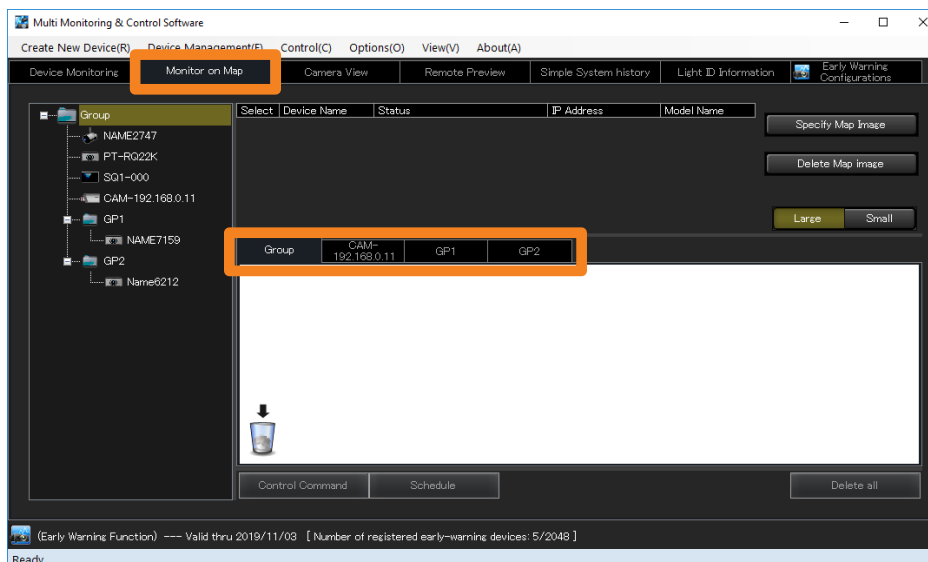 Multi Monitoring & Control Software
Create New Device(R) Device Management(E) Control(C) Options(O) View(V) About(A)
Device Monitoring Monitor on Map Camera View Remote Preview Simple System history Light ID Information Early Warning Configurations
Group
NAME2747
PT-RQ22K
SQ1-000
CAM-192.168.0.11
GP1
NAME7159
GP2
Name6212
Select Device Name Status IP Address Model Name
Specify Map Image
Delete Map image
Large Small
Group CAM-192.168.0.11 GP1 GP2
Control Command Schedule Delete all
(Early Warning Function) --- Valid thru 2019/11/03 [ Number of registered early-warning devices: 5/2048 ]
Ready